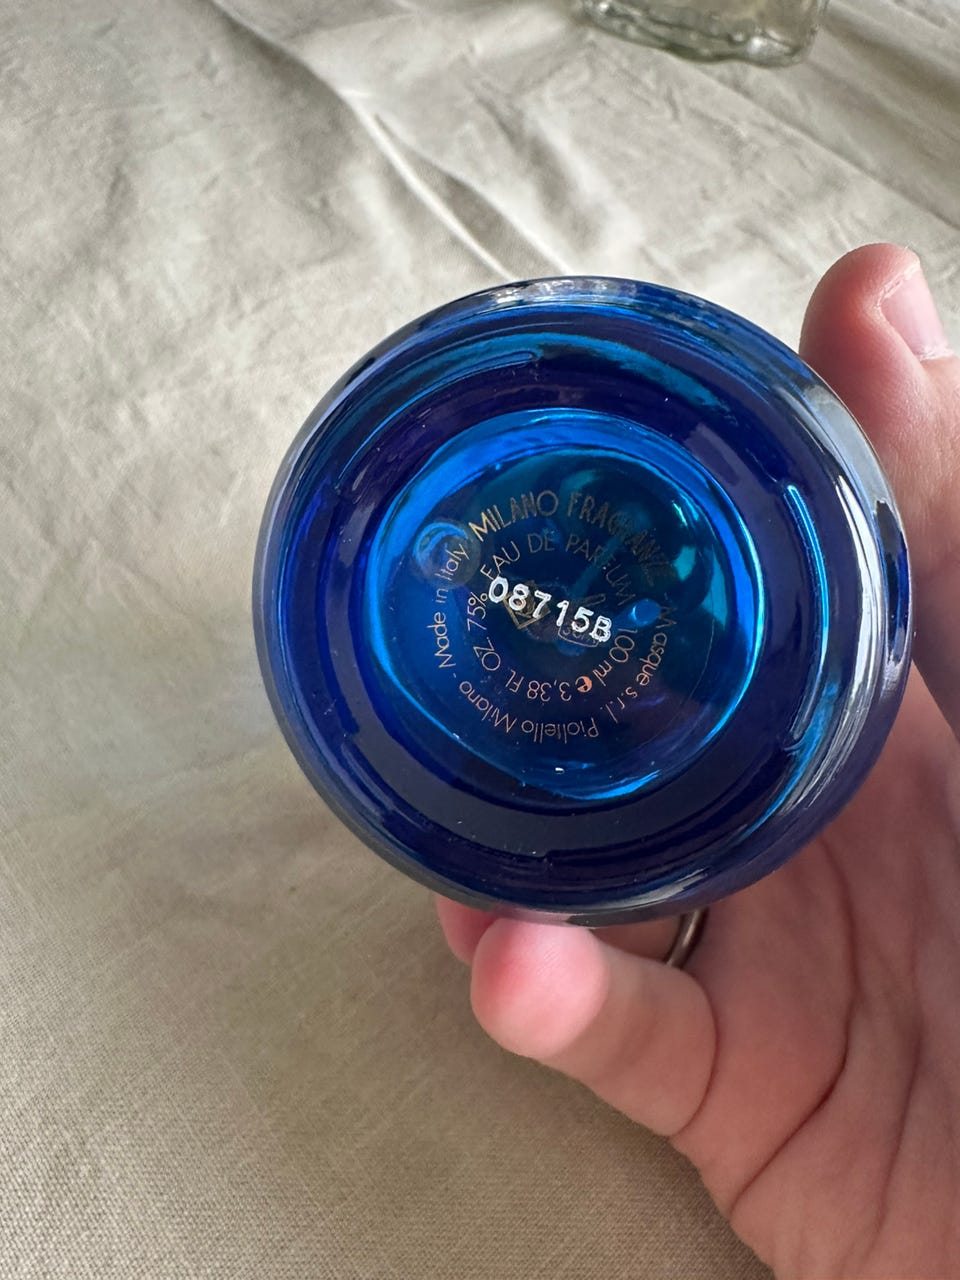 MILANO FRAGRANZE
Masque s.r.l Pioltello Milano - Made in Italy
EAU DE PARFUM
100 ml e 3,38 FL OZ. 75%
08715B